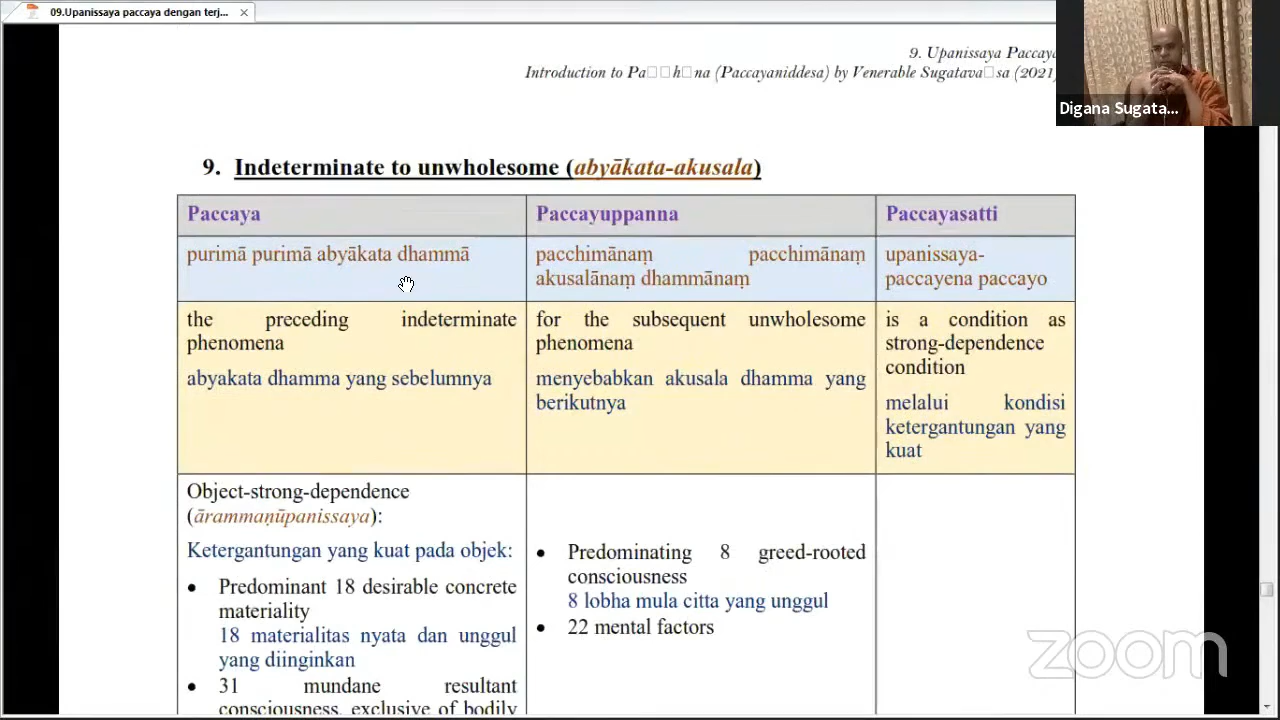 09.Upanissaya paccaya dengan terj...
9. Upanissaya Paccaya
Introduction to Pa□□h□na (Paccayaniddesa) by Venerable Sugatava□sa (2021)
Digana Sugata...
9. Indeterminate to unwholesome (abyākata-akusala)
Paccaya
Paccayuppanna
Paccayasatti
purimā purimā abyākata dhammā
pacchimānaṃ pacchimānaṃ
akusalānaṃ dhammānaṃ
upanissaya-
paccayena paccayo
the preceding indeterminate
phenomena
abyakata dhamma yang sebelumnya
for the subsequent unwholesome
phenomena
menyebabkan akusala dhamma yang
berikutnya
is a condition as
strong-dependence
condition
melalui kondisi
ketergantungan yang
kuat
Object-strong-dependence
(ārammaṇūpanissaya):
Ketergantungan yang kuat pada objek:
• Predominant 18 desirable concrete
materiality
18 materialitas nyata dan unggul
yang diinginkan
• 31 mundane resultant
consciousness, exclusive of bodily
• Predominating 8 greed-rooted
consciousness
8 lobha mula citta yang unggul
• 22 mental factors
zoom